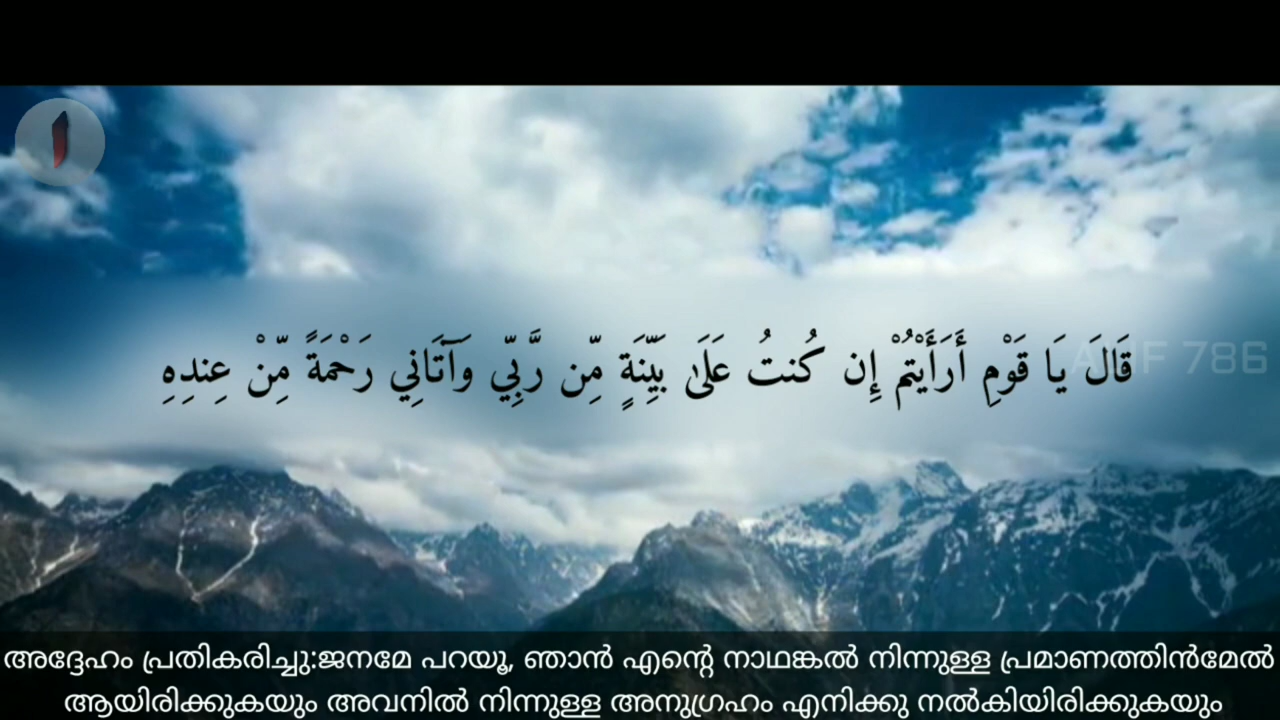 قَالَ يَا قَوْمِ أَرَأَيْتُمْ إِن كُنتُ عَلَىٰ بَيِّنَةٍ مِّن رَّبِّي وَآتَانِي رَحْمَةً مِّنْ عِندِهِ
അദ്ദേഹം പ്രതികരിച്ചു:ജനമേ പറയൂ, ഞാൻ എന്റെ നാഥങ്കൽ നിന്നുള്ള പ്രമാണത്തിൻമേൽ
ആയിരിക്കുകയും അവനിൽ നിന്നുള്ള അനുഗ്രഹം എനിക്കു നൽകിയിരിക്കുകയും